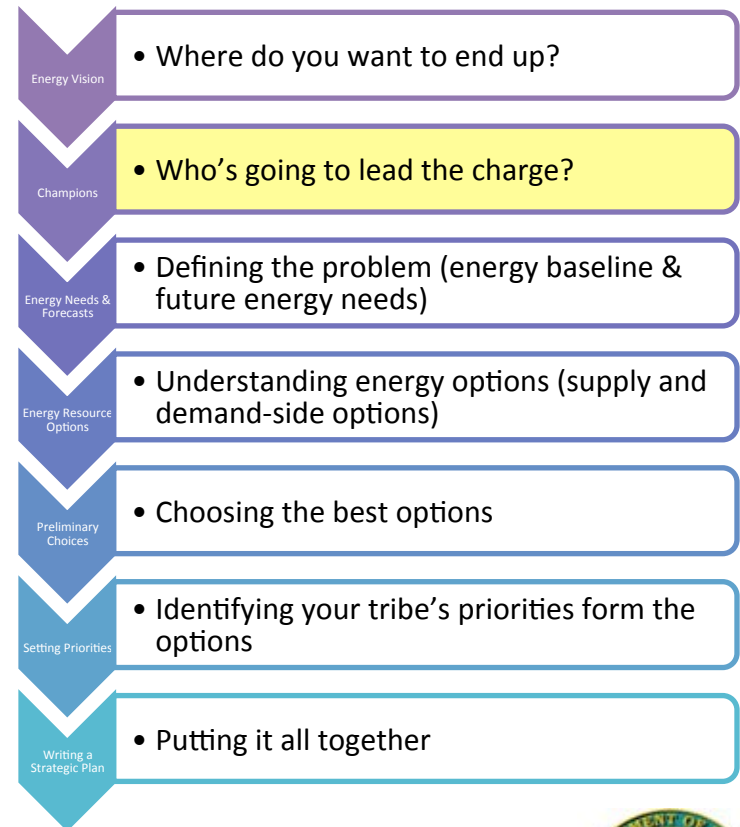 Energy Vision
• Where do you want to end up?
Champions
• Who's going to lead the charge?
Energy Needs &
Forecasts
• Defining the problem (energy baseline &
future energy needs)
Energy Resource
Options
• Understanding energy options (supply and
demand-side options)
Preliminary
Choices
• Choosing the best options
Setting Priorities
• Identifying your tribe's priorities form the
options
Writing a
Strategic Plan
• Putting it all together